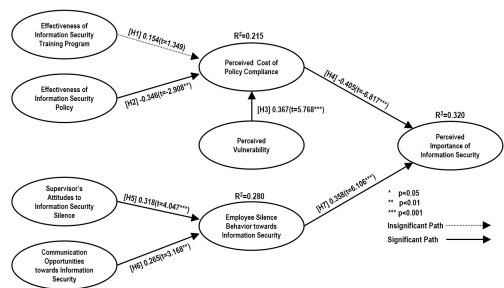 Effectiveness of
Information Security
Training Program
[H1] 0.154(t=1.349)
R²=0.215
Perceived Cost of
Policy Compliance
[H4] -0.405(t=-6.817***)
Effectiveness of
Information Security
Policy
[H2] -0.346(t=-2.908**)
[H3] 0.367(t=5.768***)
Perceived
Vulnerability
R²=0.320
Perceived
Importance of
Information Security
Supervisor's
Attitudes to
Information Security
Silence
[H5] 0.318(t=4.047***)
R²=0.280
Employee Silence
Behavior towards
Information Security
[H7] 0.358(t=6.106***)
Communication
Opportunities
towards Information
Security
[H6] 0.265(t=3.168**)
* p<0.05
** p<0.01
*** p<0.001
Insignificant Path
Significant Path